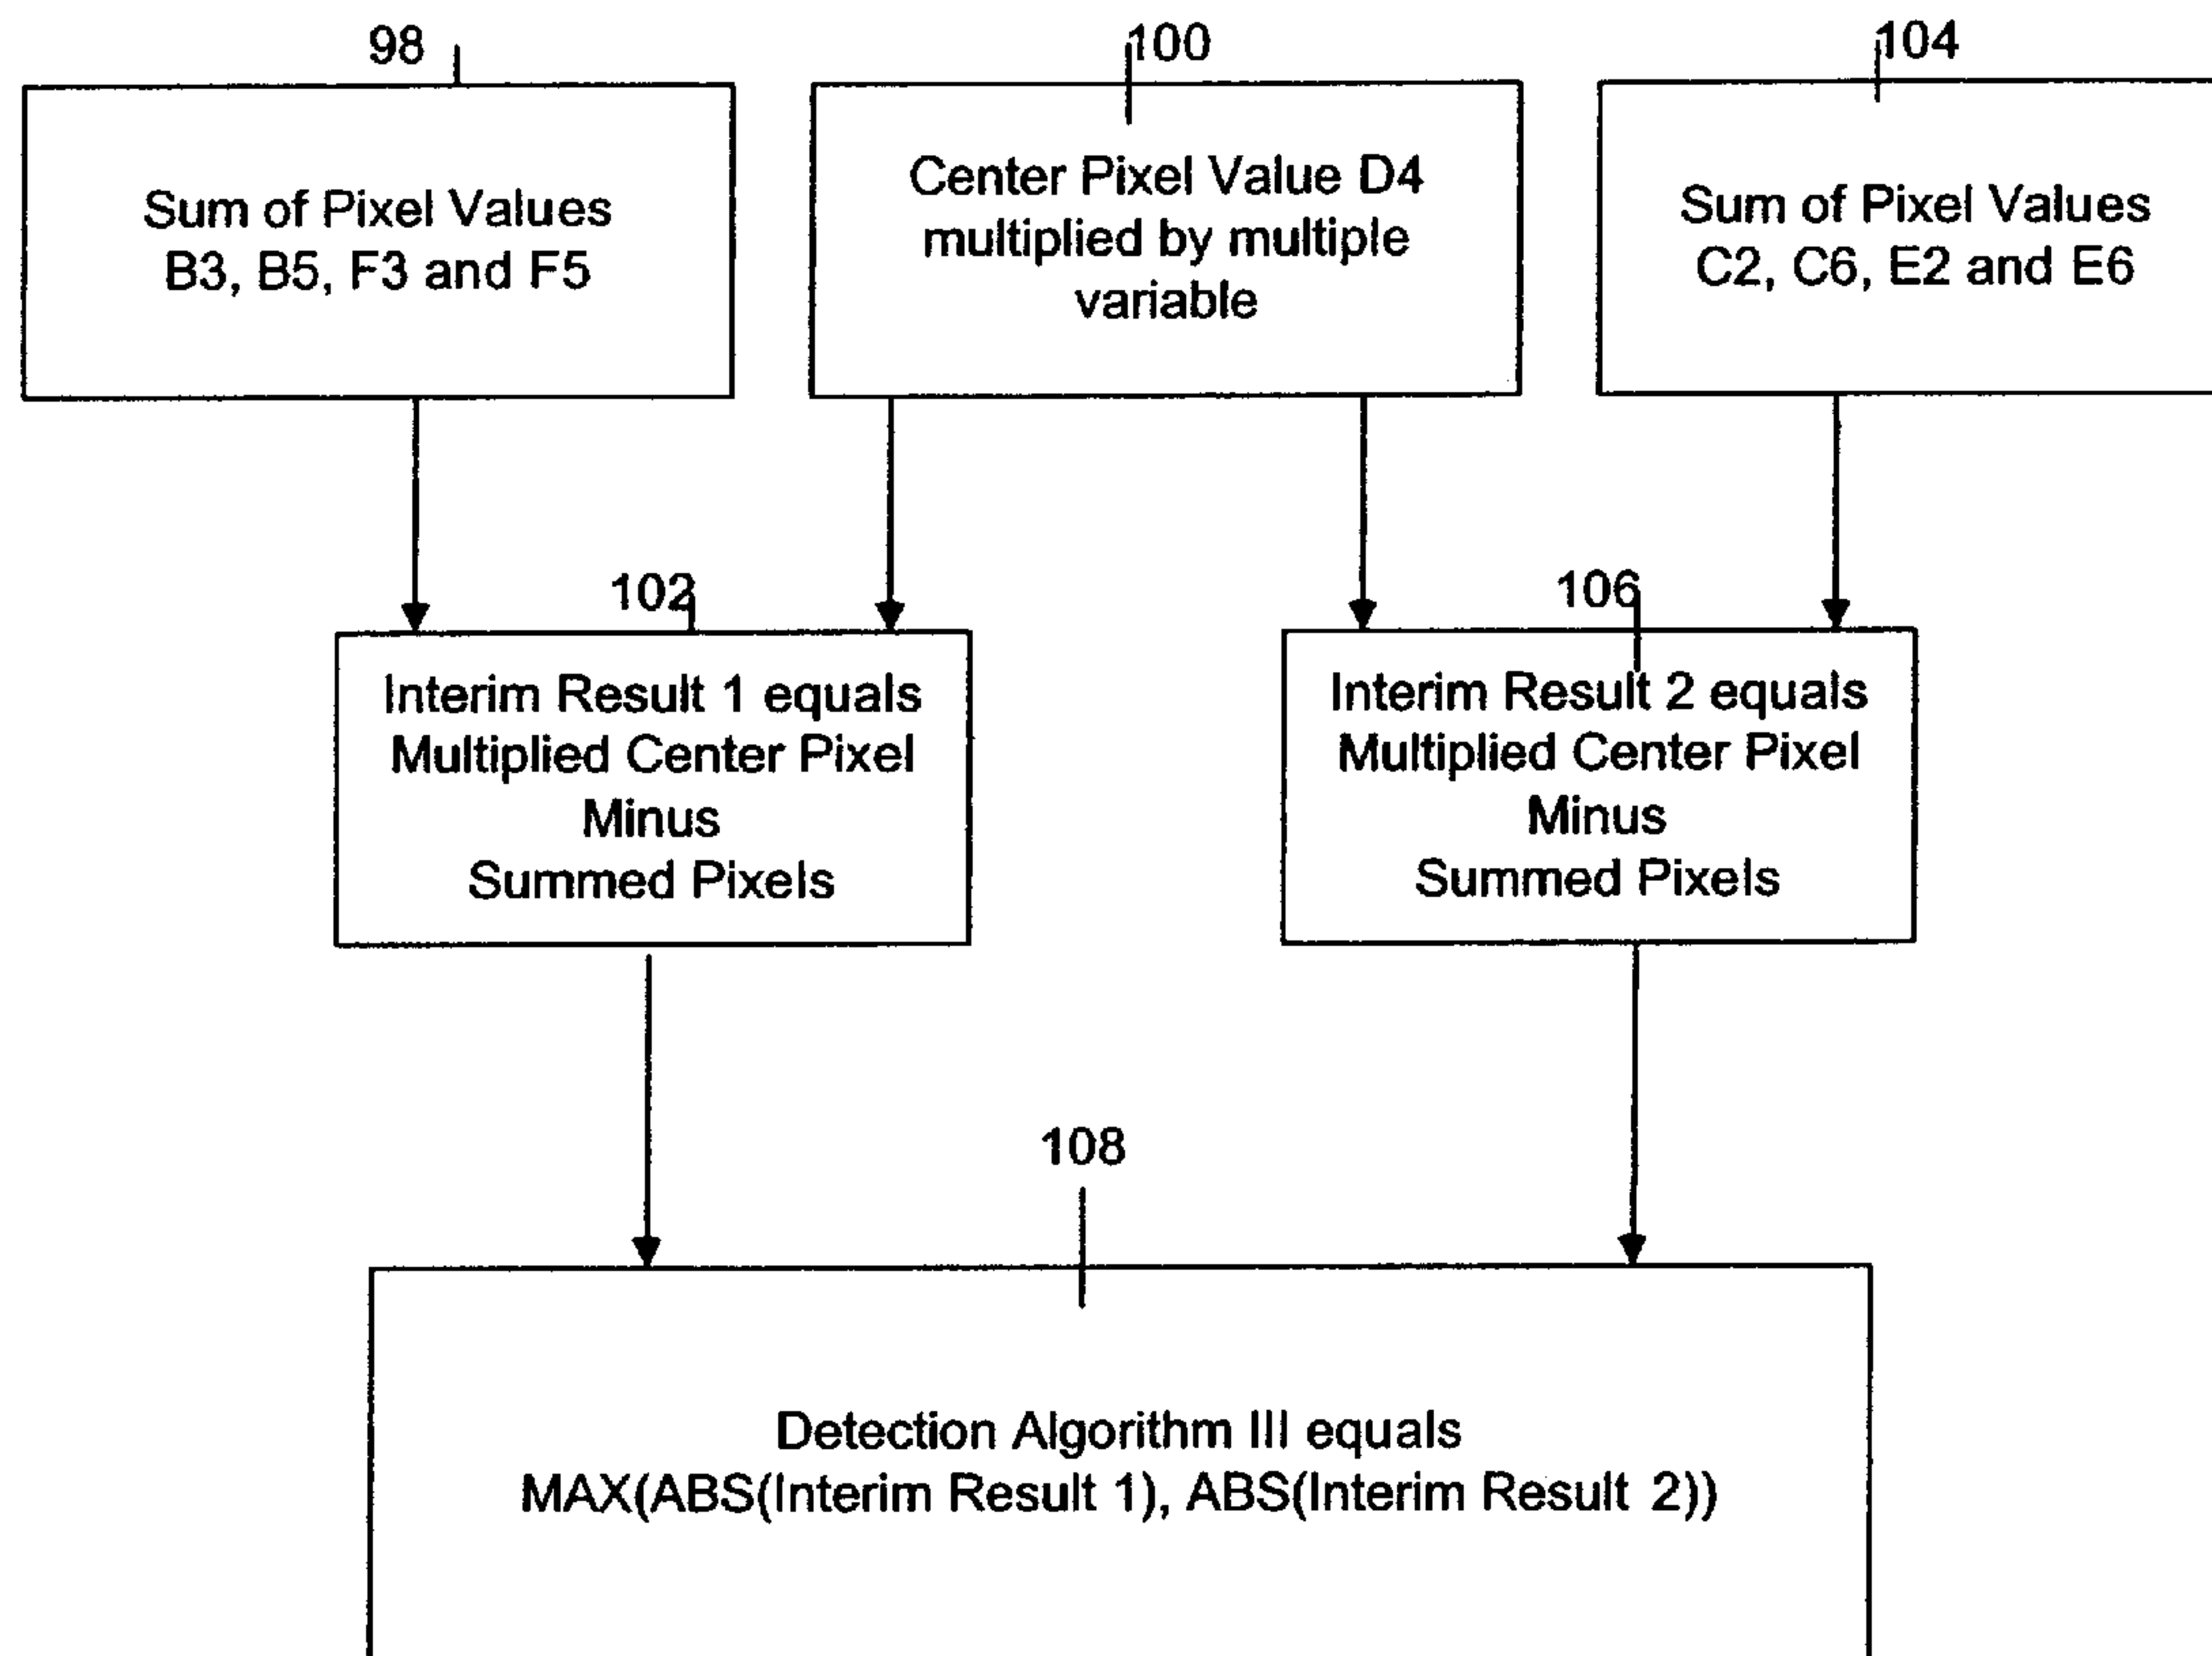 98
100
104
Sum of Pixel Values
B3, B5, F3 and F5
Center Pixel Value D4
multiplied by multiple
variable
Sum of Pixel Values
C2, C6, E2 and E6
102
106
Interim Result 1 equals
Multiplied Center Pixel
Minus
Summed Pixels
Interim Result 2 equals
Multiplied Center Pixel
Minus
Summed Pixels
108
Detection Algorithm III equals
MAX(ABS(Interim Result 1), ABS(Interim Result 2))